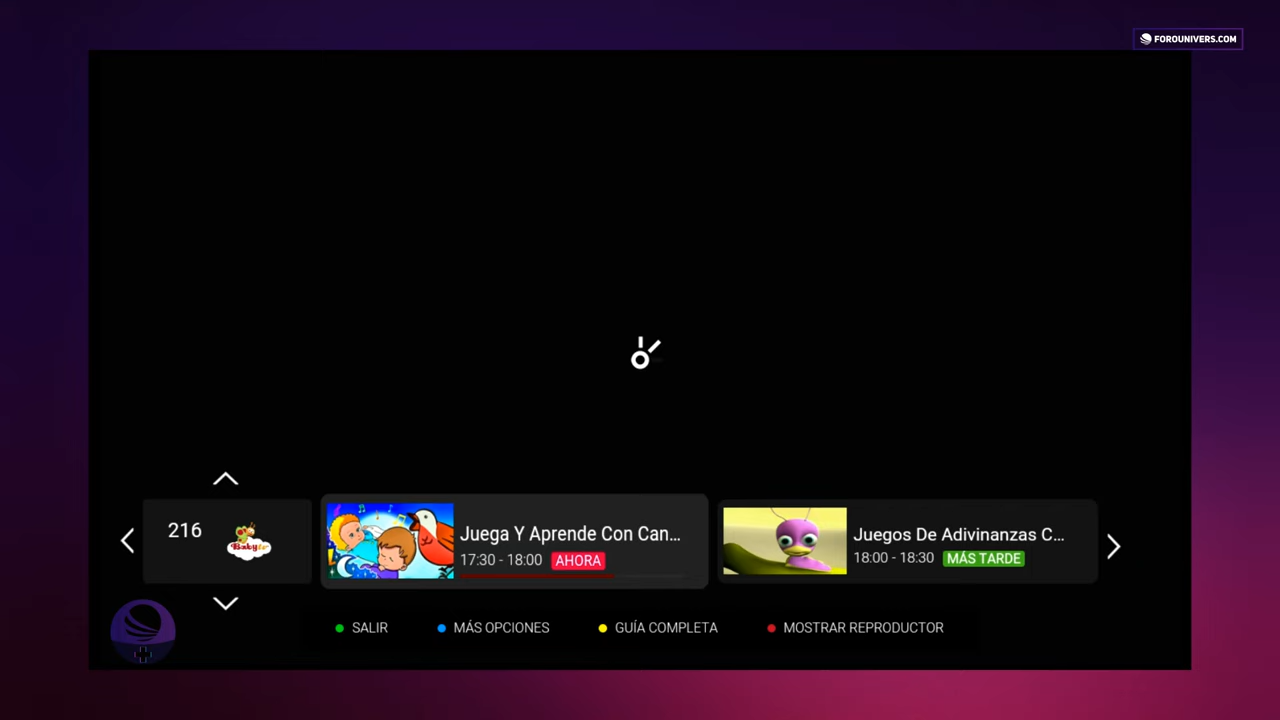 FOROUNIVERS.COM
216
Babytv
Juega Y Aprende Con Can...
17:30 - 18:00 AHORA
Juegos De Adivinanzas C...
18:00 - 18:30 MÁS TARDE
SALIR
MÁS OPCIONES
GUÍA COMPLETA
MOSTRAR REPRODUCTOR